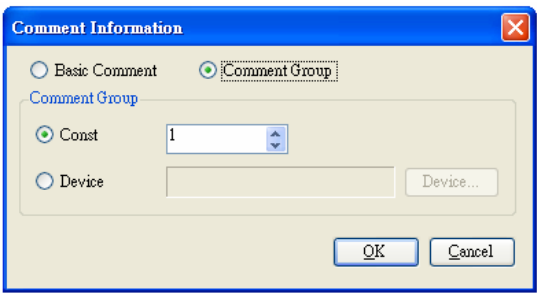 Comment Information
Basic Comment Comment Group
Comment Group
Const 1
Device Device...
OK Cancel